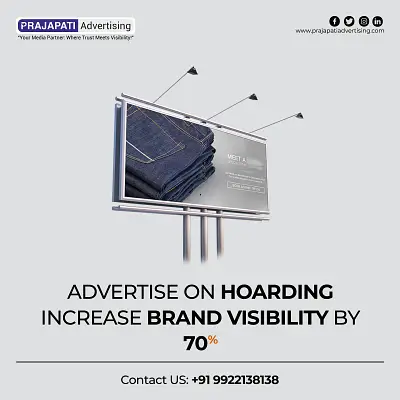 PRAJAPATI Advertising
"Your Media Partner: Where Trust Meets Visibility!"
www.prajapatiadvertising.com
MEET A
ADVERTISE ON HOARDING
INCREASE BRAND VISIBILITY BY
70%
Contact US: +91 9922138138